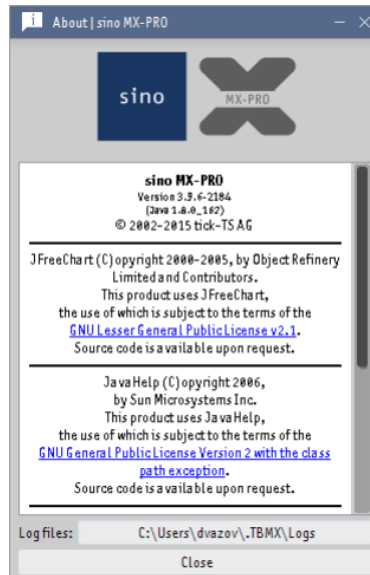 About | sino MX-PRO
sino
MX-PRO
sino MX-PRO
Version 3.9.6-2184
(Java 1.8.0_162)
© 2002-2015 tick-TS AG
JFreeChart (C)opyright 2000-2005, by Object Refinery
Limited and Contributors.
This product uses JFreeChart,
the use of which is subject to the terms of the
GNU Lesser General Public License v2.1.
Source code is available upon request.
JavaHelp (C)opyright 2006,
by Sun Microsystems Inc.
This product uses JavaHelp,
the use of which is subject to the terms of the
GNU General Public License Version 2 with the class
path exception.
Source code is available upon request.
Log files: C:\Users\dvazov\.TBMX\Logs
Close